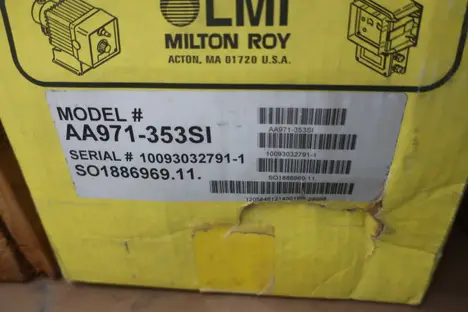 LMI
MILTON ROY
ACTON, MA 01720 U.S.A.
MODEL #
AA971-353SI
SERIAL # 10093032791-1
SO1886969.11.
AA971-353SI
10093032791-1
SO1886969.11.